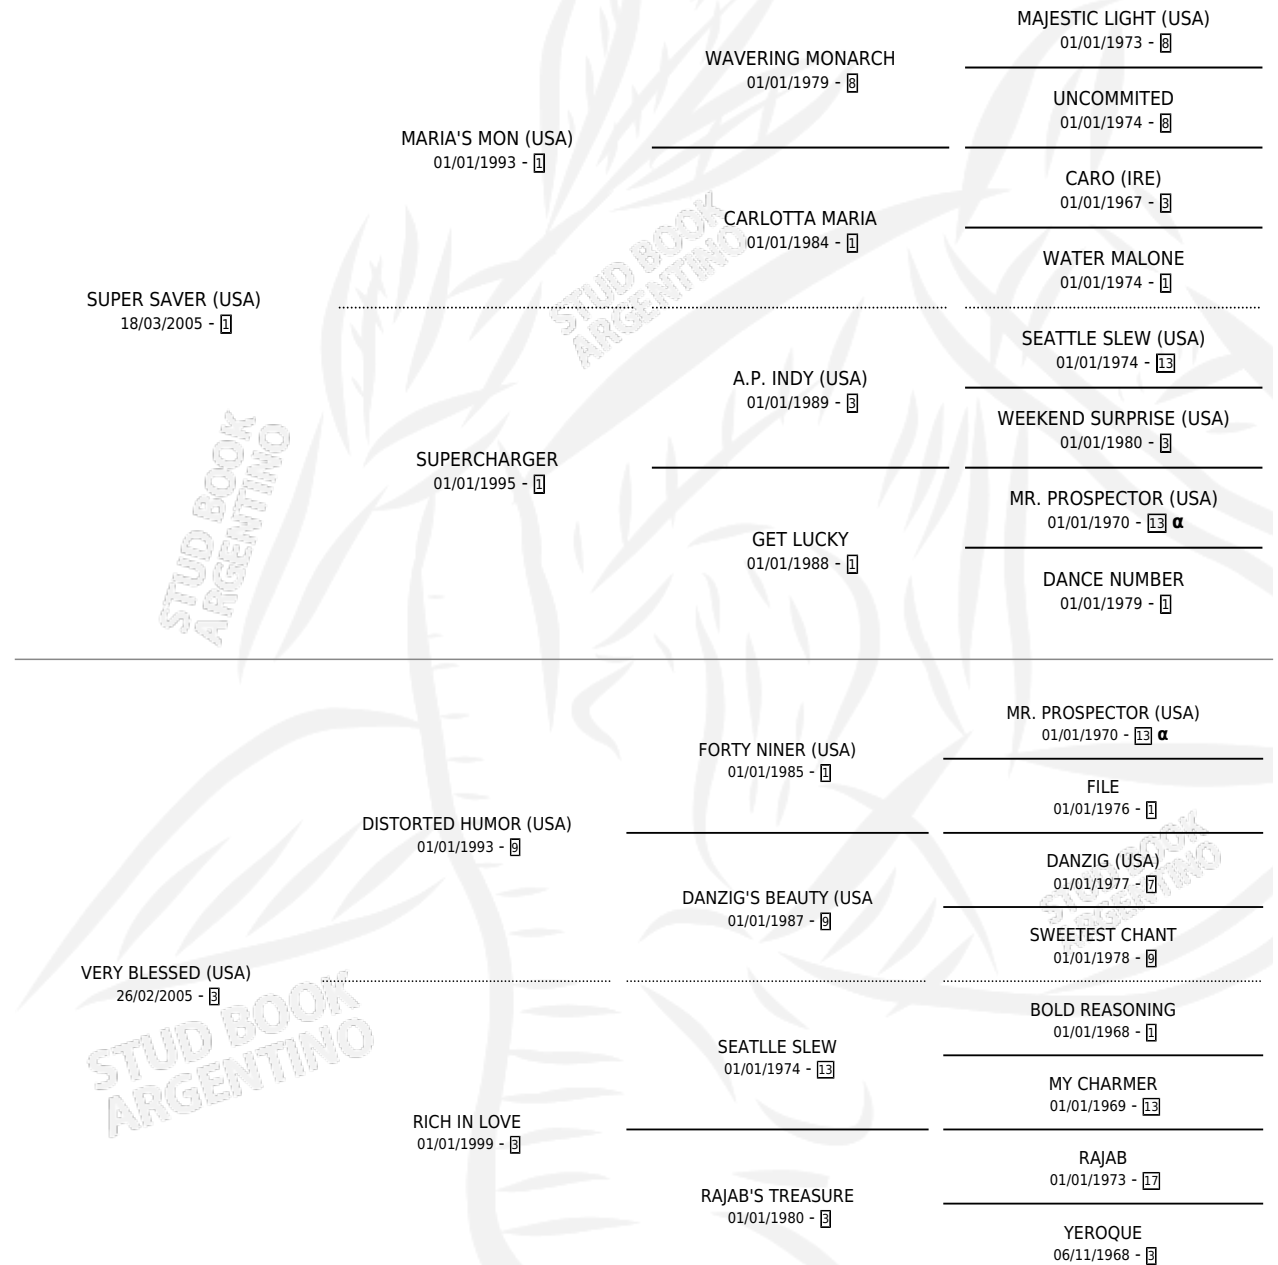 MAJESTIC LIGHT (USA)
01/01/1973 - 8
WAVERING MONARCH
01/01/1979 - 8
UNCOMMITED
01/01/1974 - 8
MARIA'S MON (USA)
01/01/1993 - 1
CARO (IRE)
01/01/1967 - 3
CARLOTTA MARIA
01/01/1984 - 1
WATER MALONE
01/01/1974 - 1
STUD BOOK
ARGENTINO
SUPER SAVER (USA)
18/03/2005 - 1
SEATTLE SLEW (USA)
01/01/1974 - 13
A.P. INDY (USA)
01/01/1989 - 3
WEEKEND SURPRISE (USA)
01/01/1980 - 3
SUPERCHARGER
01/01/1995 - 1
MR. PROSPECTOR (USA)
01/01/1970 - 13 α
GET LUCKY
01/01/1988 - 1
DANCE NUMBER
01/01/1979 - 1
STUD BOOK
ARGENTINO
MR. PROSPECTOR (USA)
01/01/1970 - 13 α
FORTY NINER (USA)
01/01/1985 - 1
FILE
01/01/1976 - 1
DISTORTED HUMOR (USA)
01/01/1993 - 9
DANZIG (USA)
01/01/1977 - 7
DANZIG'S BEAUTY (USA
01/01/1987 - 9
SWEETEST CHANT
01/01/1978 - 9
STUD BOOK
ARGENTINO
VERY BLESSED (USA)
26/02/2005 - 3
BOLD REASONING
01/01/1968 - 1
SEATLLE SLEW
01/01/1974 - 13
MY CHARMER
01/01/1969 - 13
STUD BOOK
ARGENTINO
RICH IN LOVE
01/01/1999 - 3
RAJAB
01/01/1973 - 17
RAJAB'S TREASURE
01/01/1980 - 3
YEROQUE
06/11/1968 - 3